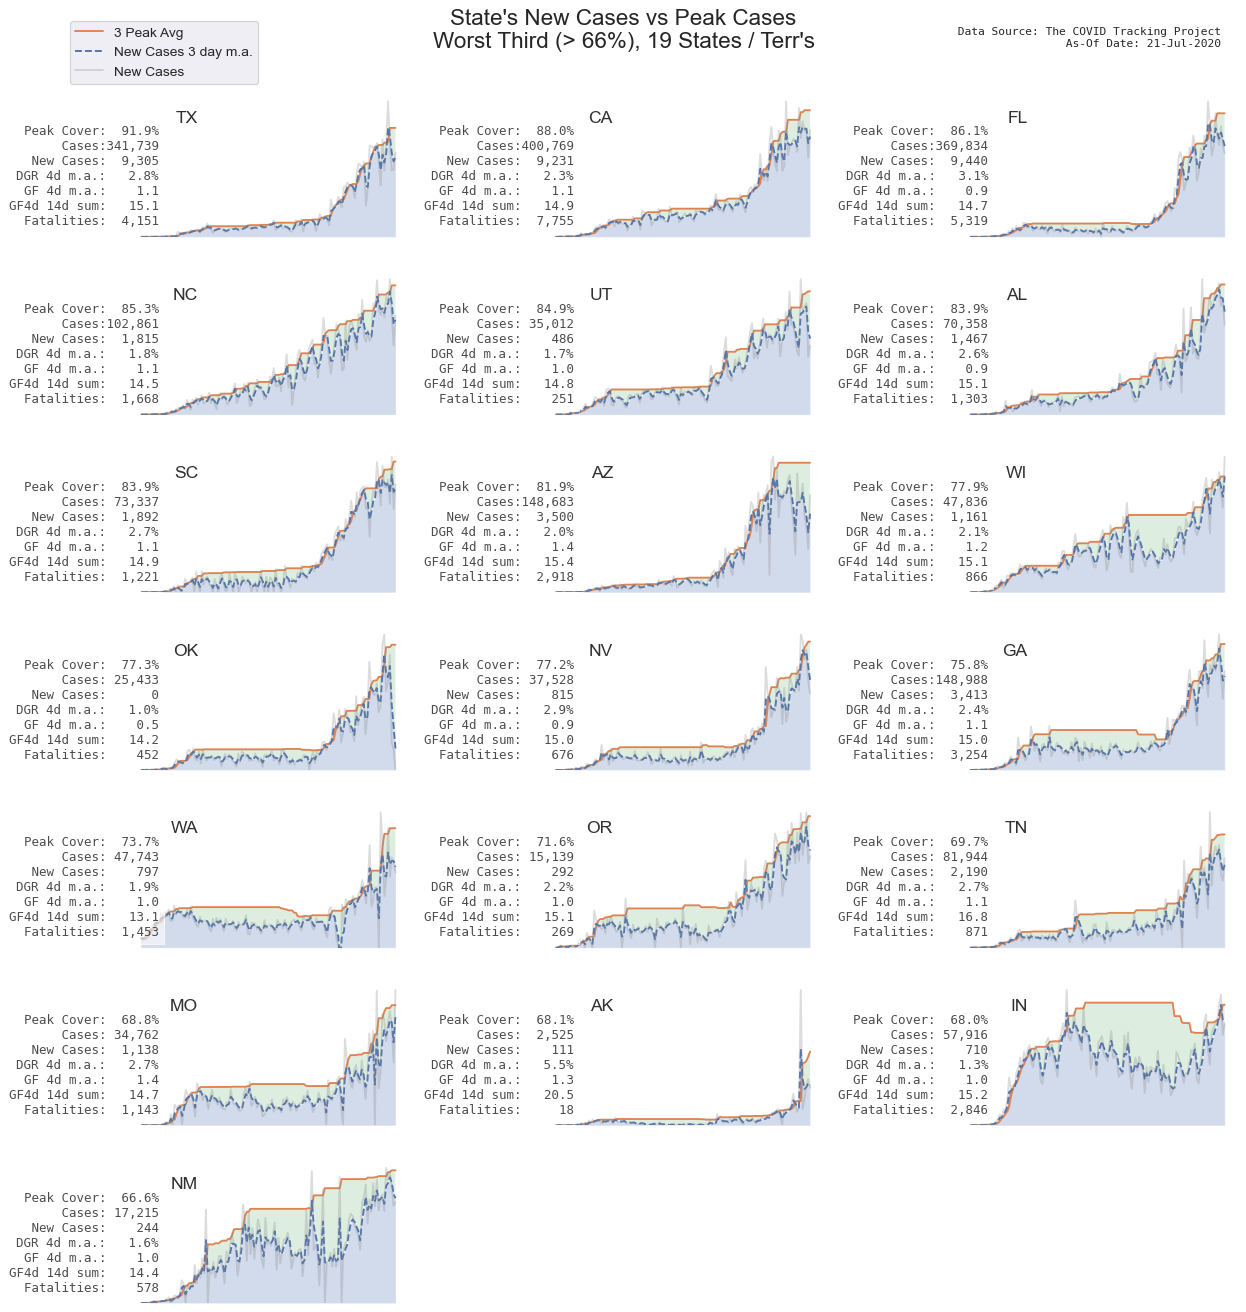 State's New Cases vs Peak Cases
Worst Third (> 66%), 19 States / Terr's
3 Peak Avg
New Cases 3 day m.a.
New Cases
Data Source: The COVID Tracking Project
As-Of Date: 21-Jul-2020
TX
Peak Cover: 91.9%
Cases:341,739
New Cases: 9,305
DGR 4d m.a.: 2.8%
GF 4d m.a.: 1.1
GF4d 14d sum: 15.1
Fatalities: 4,151
CA
Peak Cover: 88.0%
Cases:400,769
New Cases: 9,231
DGR 4d m.a.: 2.3%
GF 4d m.a.: 1.1
GF4d 14d sum: 14.9
Fatalities: 7,755
FL
Peak Cover: 86.1%
Cases:369,834
New Cases: 9,440
DGR 4d m.a.: 3.1%
GF 4d m.a.: 0.9
GF4d 14d sum: 14.7
Fatalities: 5,319
NC
Peak Cover: 85.3%
Cases:102,861
New Cases: 1,815
DGR 4d m.a.: 1.8%
GF 4d m.a.: 1.1
GF4d 14d sum: 14.5
Fatalities: 1,668
UT
Peak Cover: 84.9%
Cases: 35,012
New Cases: 486
DGR 4d m.a.: 1.7%
GF 4d m.a.: 1.0
GF4d 14d sum: 14.8
Fatalities: 251
AL
Peak Cover: 83.9%
Cases: 70,358
New Cases: 1,467
DGR 4d m.a.: 2.6%
GF 4d m.a.: 0.9
GF4d 14d sum: 15.1
Fatalities: 1,303
SC
Peak Cover: 83.9%
Cases: 73,337
New Cases: 1,892
DGR 4d m.a.: 2.7%
GF 4d m.a.: 1.1
GF4d 14d sum: 14.9
Fatalities: 1,221
AZ
Peak Cover: 81.9%
Cases:148,683
New Cases: 3,500
DGR 4d m.a.: 2.0%
GF 4d m.a.: 1.4
GF4d 14d sum: 15.4
Fatalities: 2,918
WI
Peak Cover: 77.9%
Cases: 47,836
New Cases: 1,161
DGR 4d m.a.: 2.1%
GF 4d m.a.: 1.2
GF4d 14d sum: 15.1
Fatalities: 866
OK
Peak Cover: 77.3%
Cases: 25,433
New Cases: 0
DGR 4d m.a.: 1.0%
GF 4d m.a.: 0.5
GF4d 14d sum: 14.2
Fatalities: 452
NV
Peak Cover: 77.2%
Cases: 37,528
New Cases: 815
DGR 4d m.a.: 2.9%
GF 4d m.a.: 0.9
GF4d 14d sum: 15.0
Fatalities: 676
GA
Peak Cover: 75.8%
Cases:148,988
New Cases: 3,413
DGR 4d m.a.: 2.4%
GF 4d m.a.: 1.1
GF4d 14d sum: 15.0
Fatalities: 3,254
WA
Peak Cover: 73.7%
Cases: 47,743
New Cases: 797
DGR 4d m.a.: 1.9%
GF 4d m.a.: 1.0
GF4d 14d sum: 13.1
Fatalities: 1,453
OR
Peak Cover: 71.6%
Cases: 15,139
New Cases: 292
DGR 4d m.a.: 2.2%
GF 4d m.a.: 1.0
GF4d 14d sum: 15.1
Fatalities: 269
TN
Peak Cover: 69.7%
Cases: 81,944
New Cases: 2,190
DGR 4d m.a.: 2.7%
GF 4d m.a.: 1.1
GF4d 14d sum: 16.8
Fatalities: 871
MO
Peak Cover: 68.8%
Cases: 34,762
New Cases: 1,138
DGR 4d m.a.: 2.7%
GF 4d m.a.: 1.4
GF4d 14d sum: 14.7
Fatalities: 1,143
AK
Peak Cover: 68.1%
Cases: 2,525
New Cases: 111
DGR 4d m.a.: 5.5%
GF 4d m.a.: 1.3
GF4d 14d sum: 20.5
Fatalities: 18
IN
Peak Cover: 68.0%
Cases: 57,916
New Cases: 710
DGR 4d m.a.: 1.3%
GF 4d m.a.: 1.0
GF4d 14d sum: 15.2
Fatalities: 2,846
NM
Peak Cover: 66.6%
Cases: 17,215
New Cases: 244
DGR 4d m.a.: 1.6%
GF 4d m.a.: 1.0
GF4d 14d sum: 14.4
Fatalities: 578